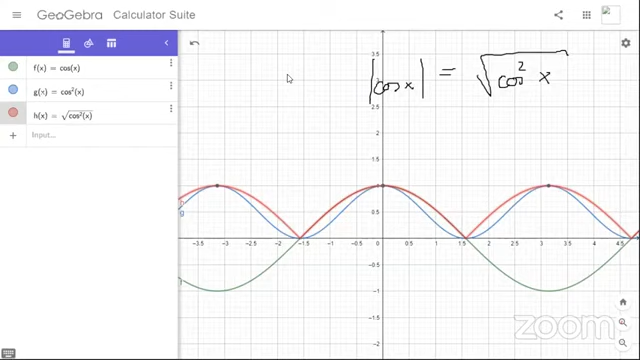 GeoGebra Calculator Suite
f(x) = cos(x)
g(x) = cos²(x)
h(x) = √cos²(x)
Input...
|cos x| = √cos² x
3.5
3
2.5
1.5
1
0.5
-3.5 -3 -2.5 -2 -1.5 -1 -0.5 0 0.5 1 1.5 2 2.5 3 3.5 4 4.5
-0.5
-1
-1.5
-2
h
g
f
zoom